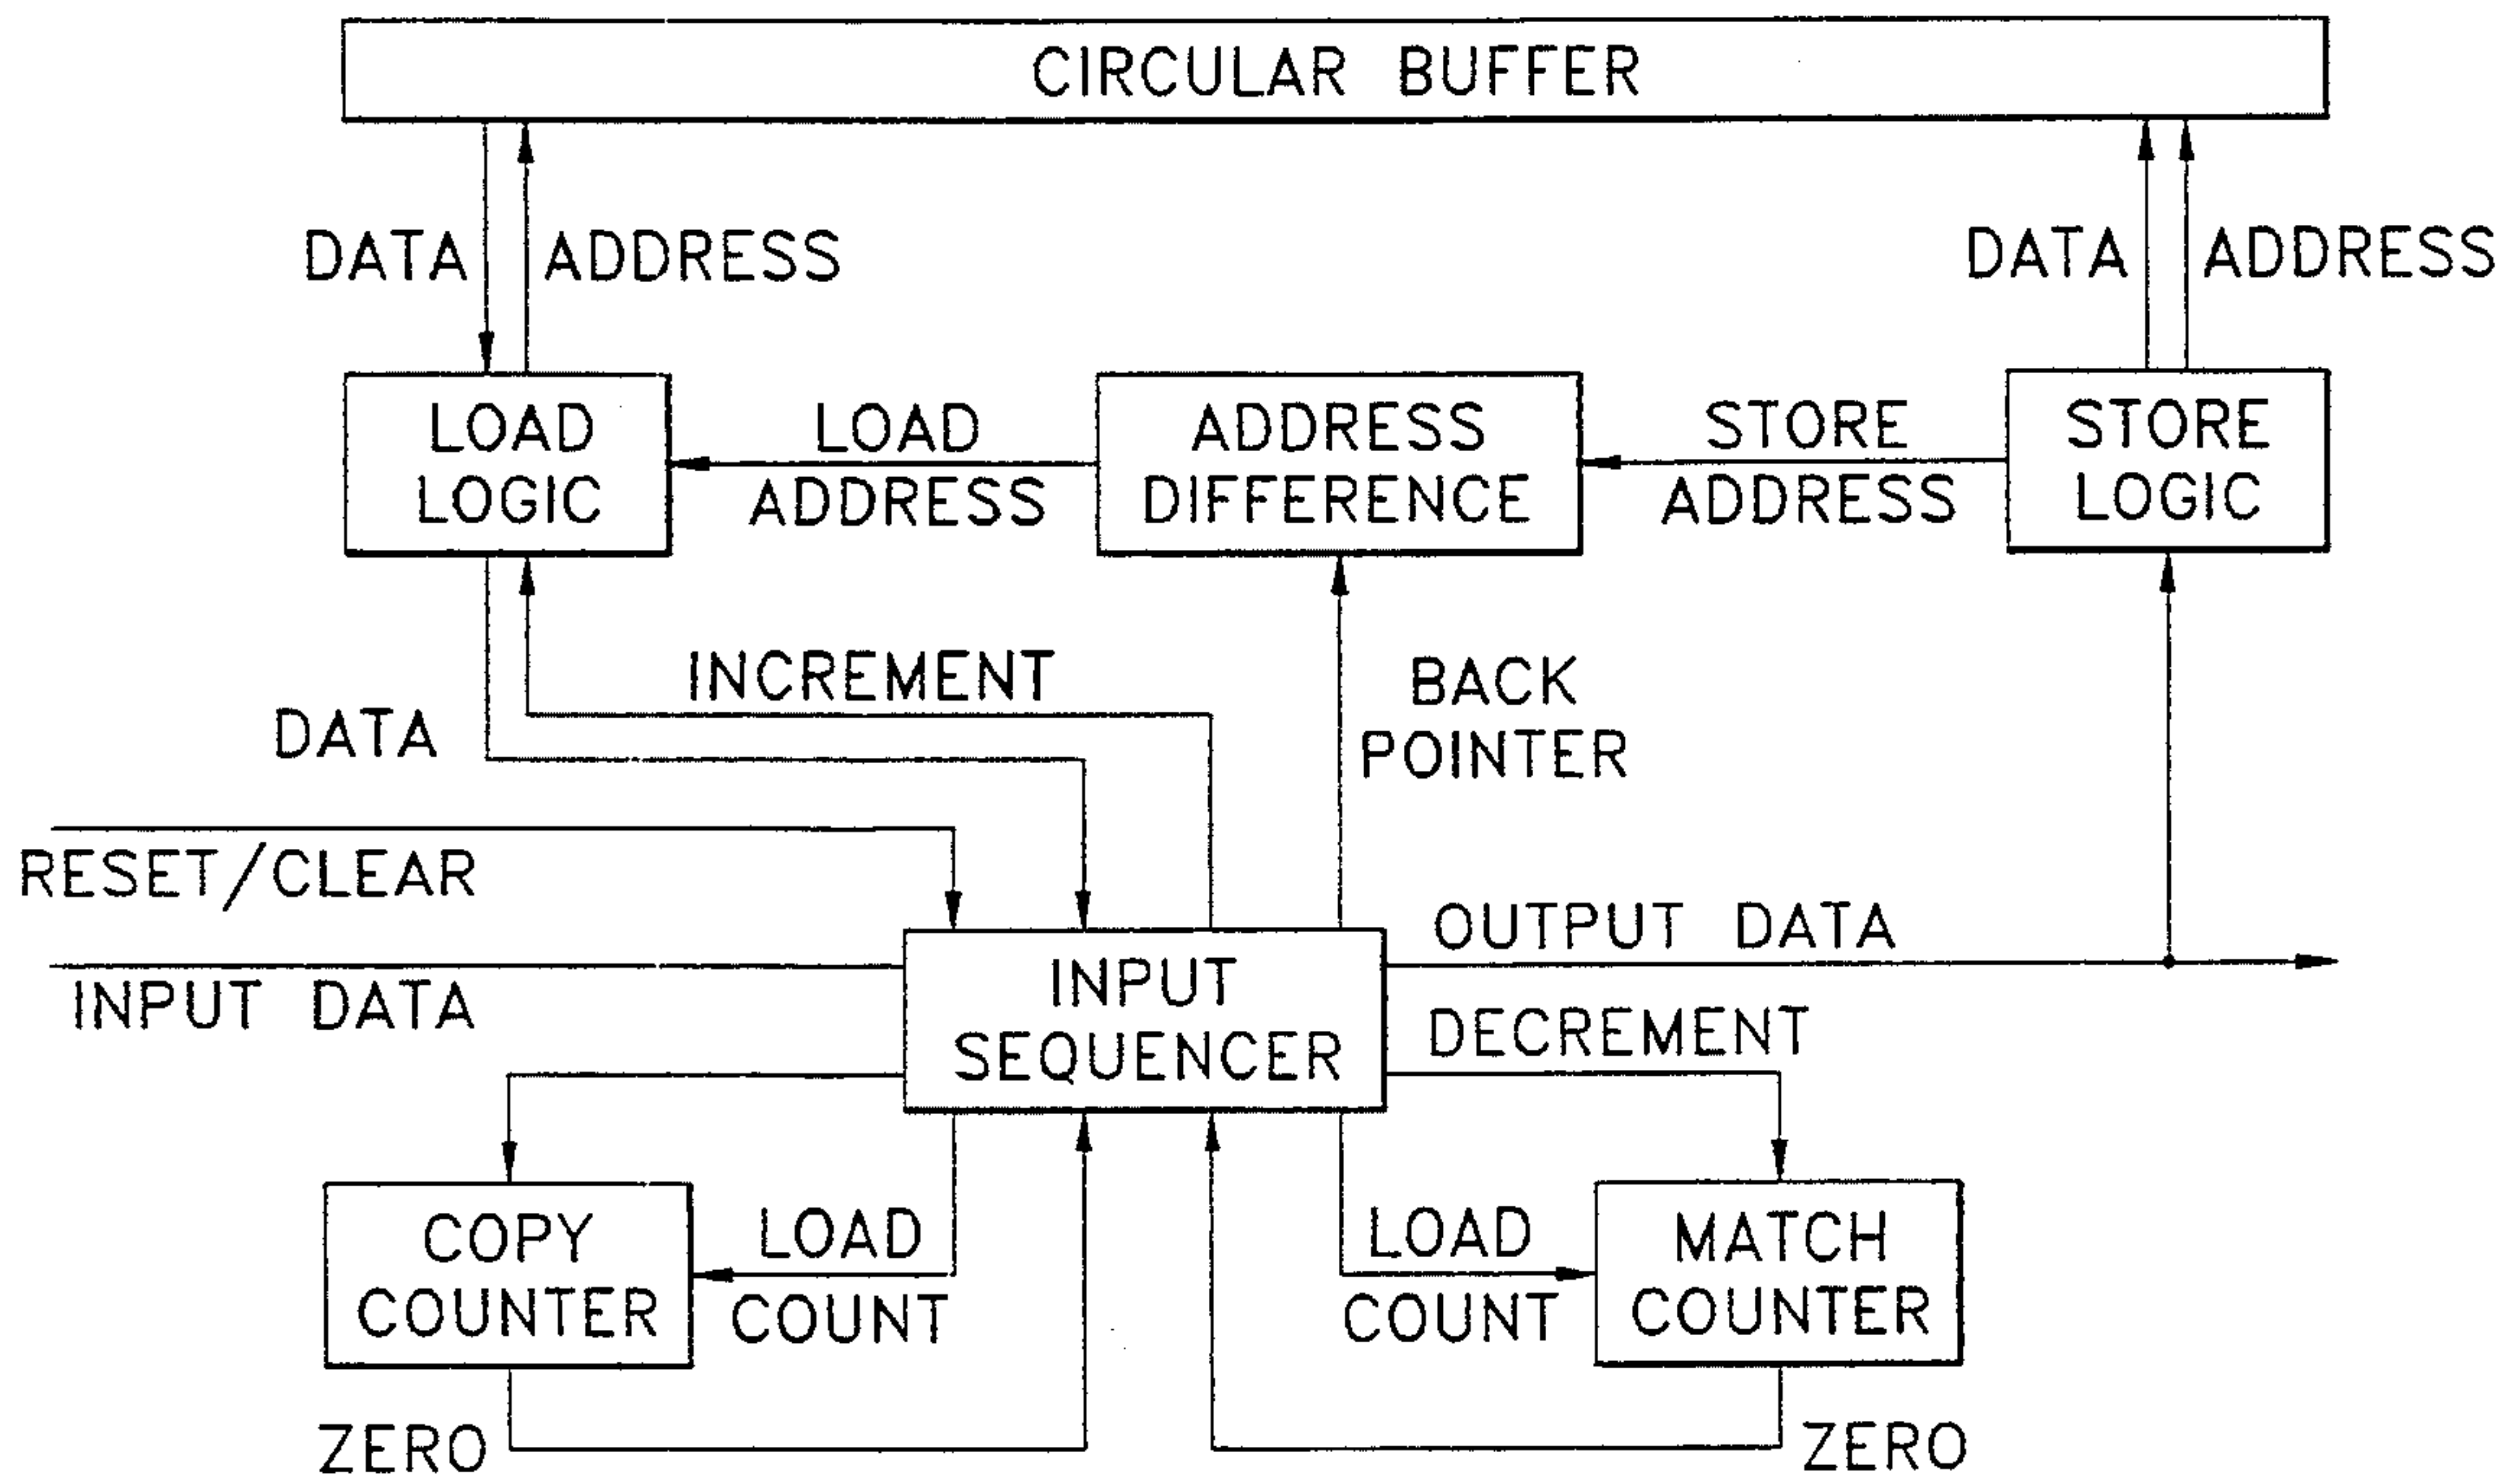 CIRCULAR BUFFER
DATA
ADDRESS
DATA
ADDRESS
LOAD
LOGIC
LOAD
ADDRESS
ADDRESS
DIFFERENCE
STORE
ADDRESS
STORE
LOGIC
INCREMENT
DATA
BACK
POINTER
RESET/CLEAR
INPUT DATA
INPUT
SEQUENCER
OUTPUT DATA
DECREMENT
COPY
COUNTER
LOAD
COUNT
LOAD
COUNT
MATCH
COUNTER
ZERO
ZERO